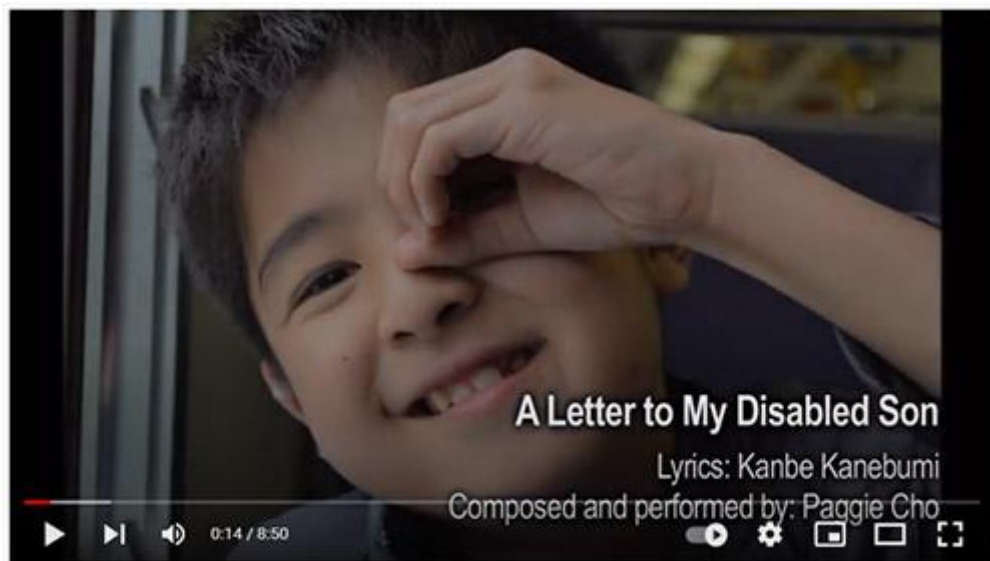 A Letter to My Disabled Son
Lyrics: Kanbe Kanebumi
Composed and performed by: Paggie Cho
0:14 / 8:50